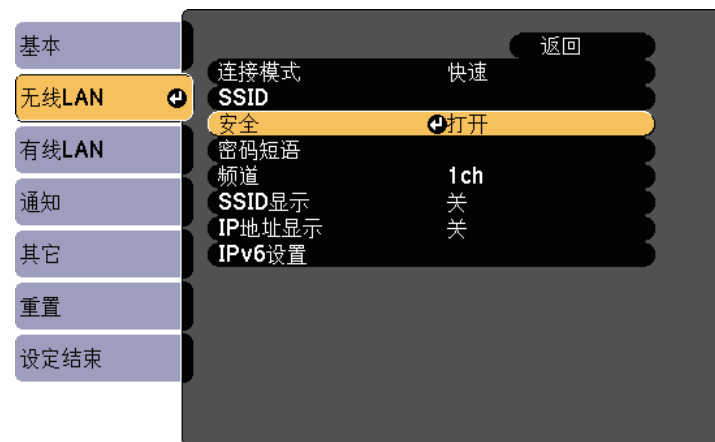 基本
无线LAN
有线LAN
通知
其它
重置
设定结束
返回
连接模式 快速
SSID
安全 打开
密码短语
频道 1ch
SSID显示 关
IP地址显示 关
IPv6设置